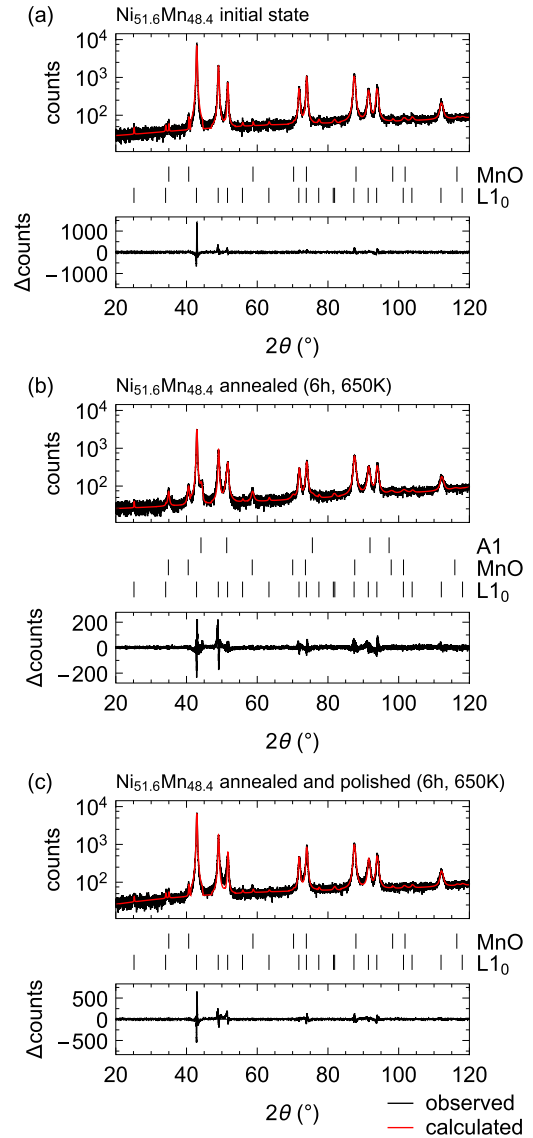 (a) Ni51.6Mn48.4 initial state
10^4
10^3
10^2
counts
MnO
L1₀
1000
0
−1000
Δcounts
20 40 60 80 100 120
2θ (°)
(b) Ni51.6Mn48.4 annealed (6h, 650K)
10^4
10^3
10^2
counts
A1
MnO
L1₀
200
0
−200
Δcounts
20 40 60 80 100 120
2θ (°)
(c) Ni51.6Mn48.4 annealed and polished (6h, 650K)
10^4
10^3
10^2
counts
MnO
L1₀
500
0
−500
Δcounts
20 40 60 80 100 120
2θ (°)
observed
calculated